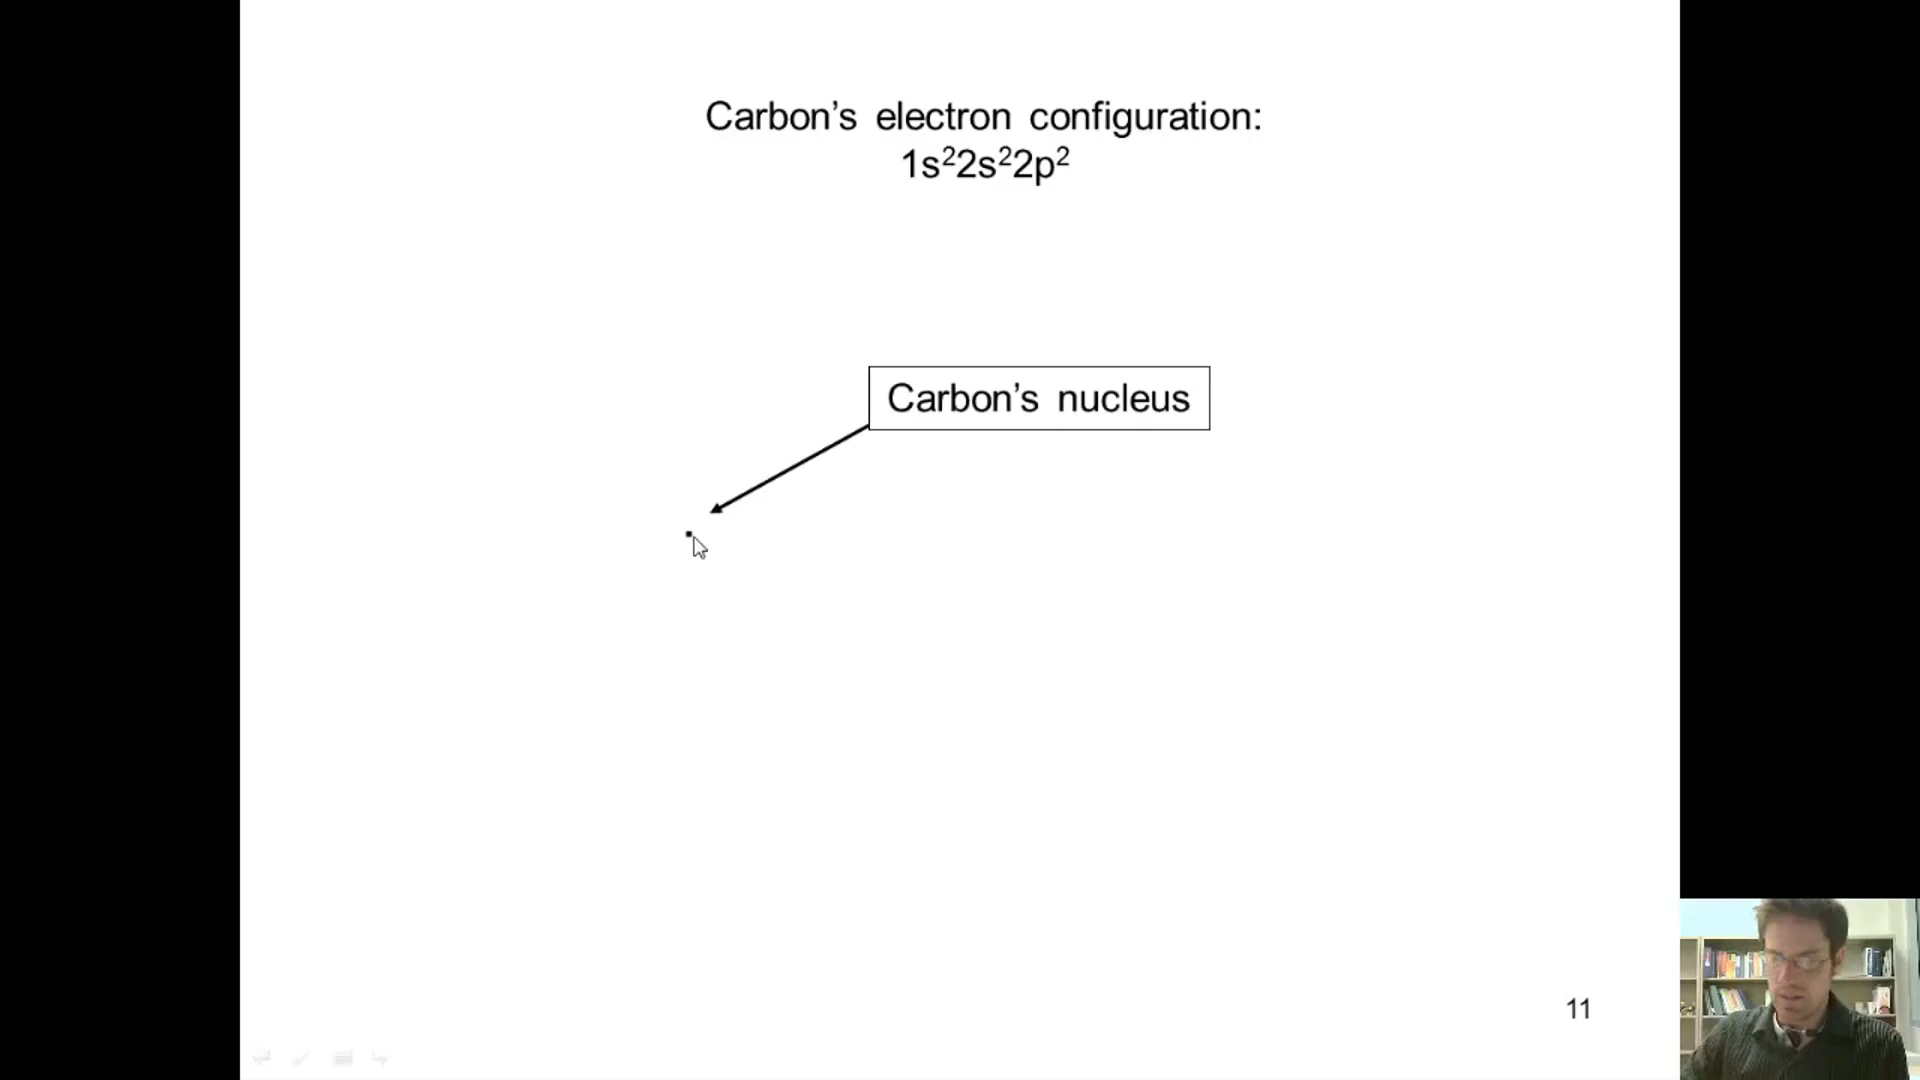 Carbon’s electron configuration:
1s²2s²2p²
Carbon’s nucleus
11